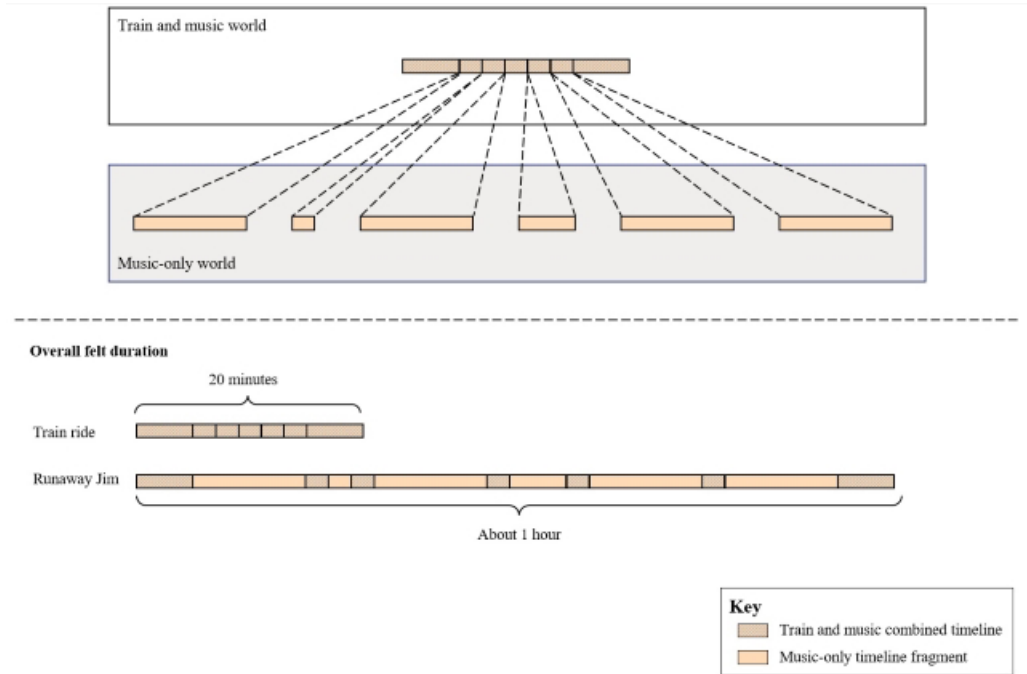 Train and music world
Music-only world
Overall felt duration
20 minutes
Train ride
Runaway Jim
About 1 hour
Key
Train and music combined timeline
Music-only timeline fragment